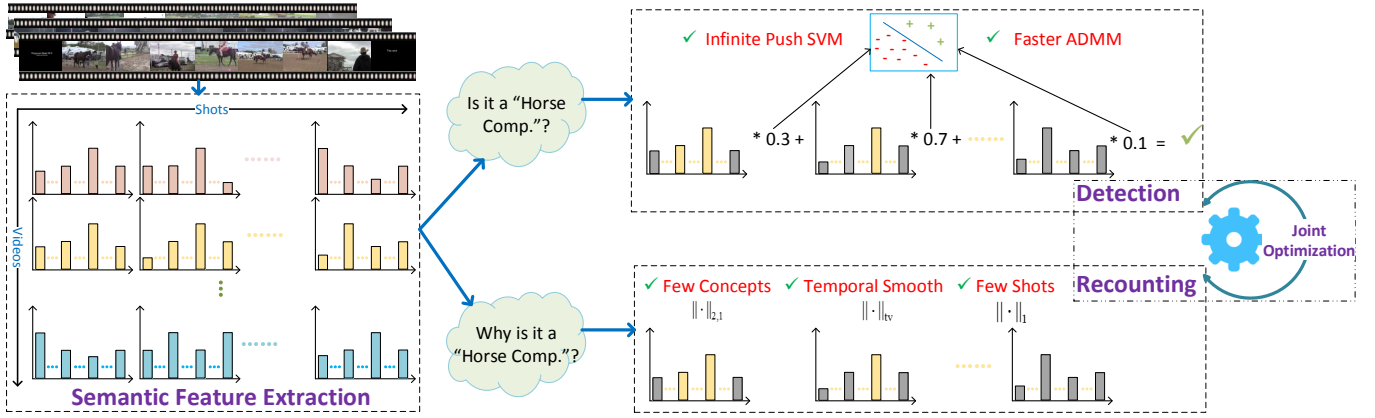 Shots
Videos
Semantic Feature Extraction
Is it a “Horse
Comp.”?
Why is it a
“Horse Comp.”?
✓ Infinite Push SVM
✓ Faster ADMM
* 0.3 +
* 0.7 +
* 0.1 = ✓
Detection
Joint
Optimization
Recounting
✓ Few Concepts
✓ Temporal Smooth
✓ Few Shots
‖·‖2,1
‖·‖tv
‖·‖1